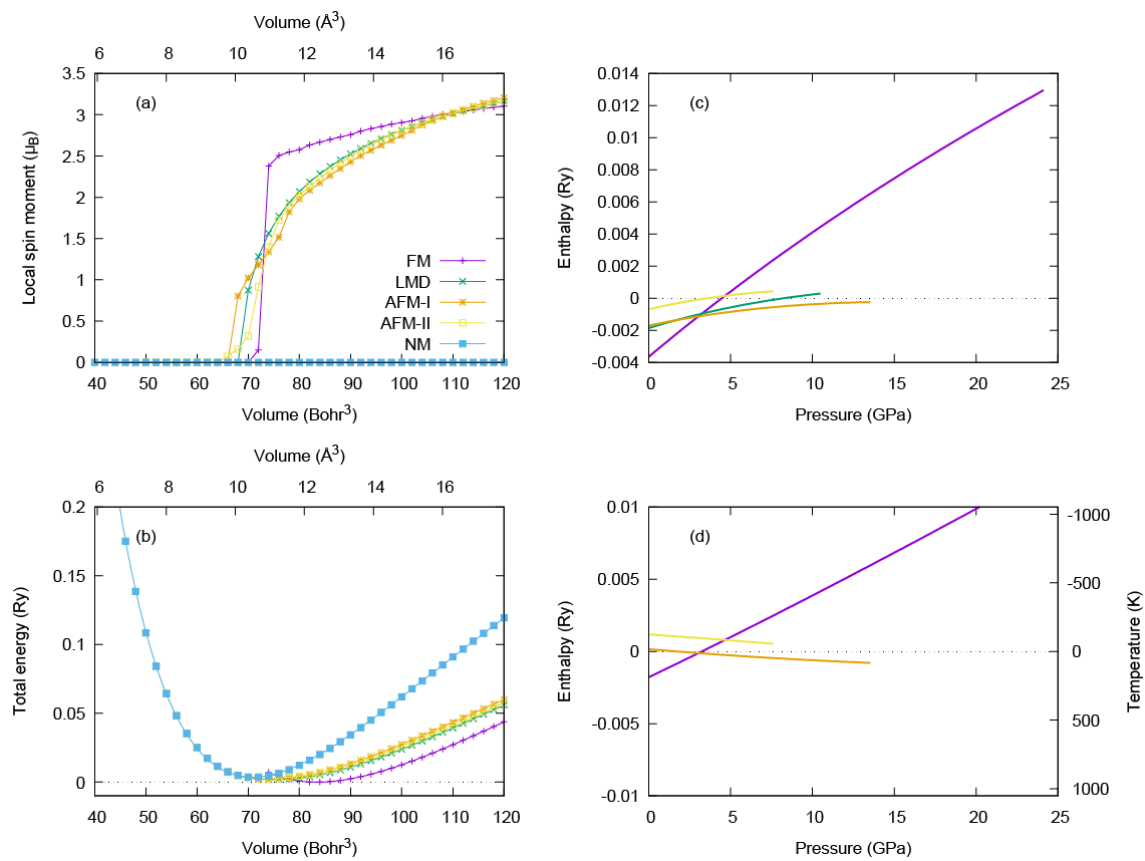 Volume (Å3)
6 8 10 12 14 16
3.5
3
2.5
2
1.5
1
0.5
0
(a)
Local spin moment (μB)
FM
LMD
AFM-I
AFM-II
NM
40 50 60 70 80 90 100 110 120
Volume (Bohr3)
0.014
0.012
0.01
0.008
0.006
0.004
0.002
0
-0.002
-0.004
(c)
Enthalpy (Ry)
0 5 10 15 20 25
Pressure (GPa)
Volume (Å3)
6 8 10 12 14 16
0.2
0.15
0.1
0.05
0
(b)
Total energy (Ry)
40 50 60 70 80 90 100 110 120
Volume (Bohr3)
0.01
0.005
0
-0.005
-0.01
(d)
Enthalpy (Ry)
-1000
-500
0
500
1000
Temperature (K)
0 5 10 15 20 25
Pressure (GPa)